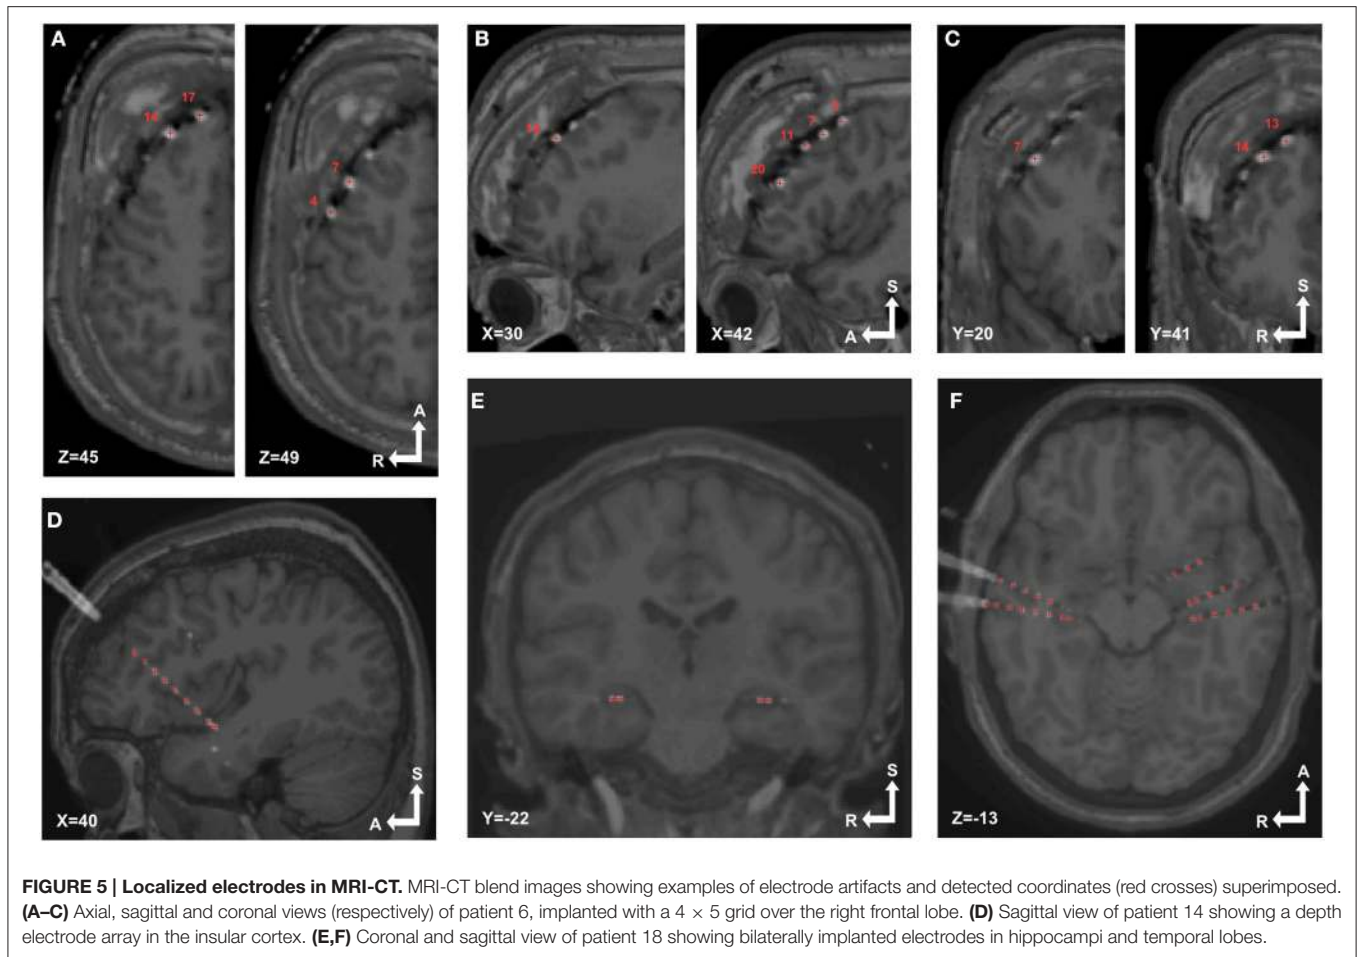 A
17
14
Z=45
7
4
A
R
Z=49
B
X=30
7
11
20
S
A
X=42
C
7
Y=20
13
14
S
R
Y=41
D
S
A
X=40
E
S
R
Y=-22
F
A
R
Z=-13
FIGURE 5 | Localized electrodes in MRI-CT. MRI-CT blend images showing examples of electrode artifacts and detected coordinates (red crosses) superimposed.
(A–C) Axial, sagittal and coronal views (respectively) of patient 6, implanted with a 4 × 5 grid over the right frontal lobe. (D) Sagittal view of patient 14 showing a depth
electrode array in the insular cortex. (E,F) Coronal and sagittal view of patient 18 showing bilaterally implanted electrodes in hippocampi and temporal lobes.